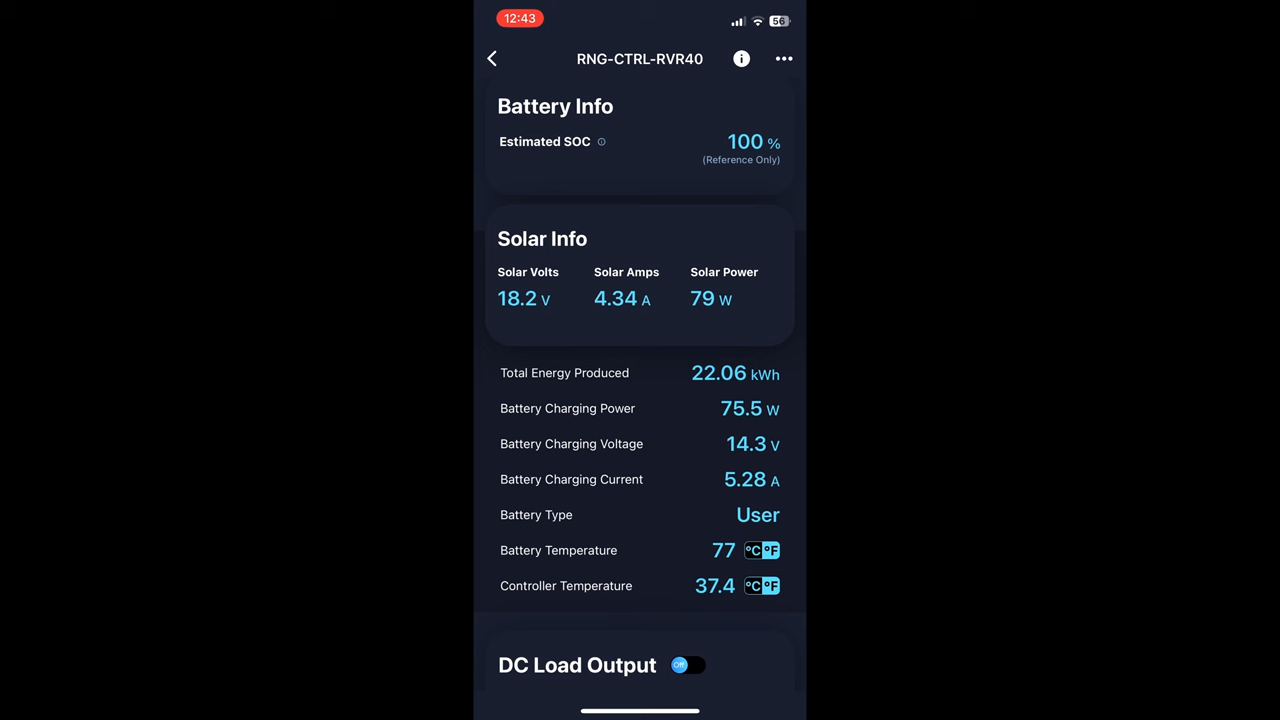 12:43
56
RNG-CTRL-RVR40
Battery Info
Estimated SOC 100 %
(Reference Only)
Solar Info
Solar Volts Solar Amps Solar Power
18.2 V 4.34 A 79 W
Total Energy Produced 22.06 kWh
Battery Charging Power 75.5 W
Battery Charging Voltage 14.3 V
Battery Charging Current 5.28 A
Battery Type User
Battery Temperature 77 °C °F
Controller Temperature 37.4 °C °F
DC Load Output Off